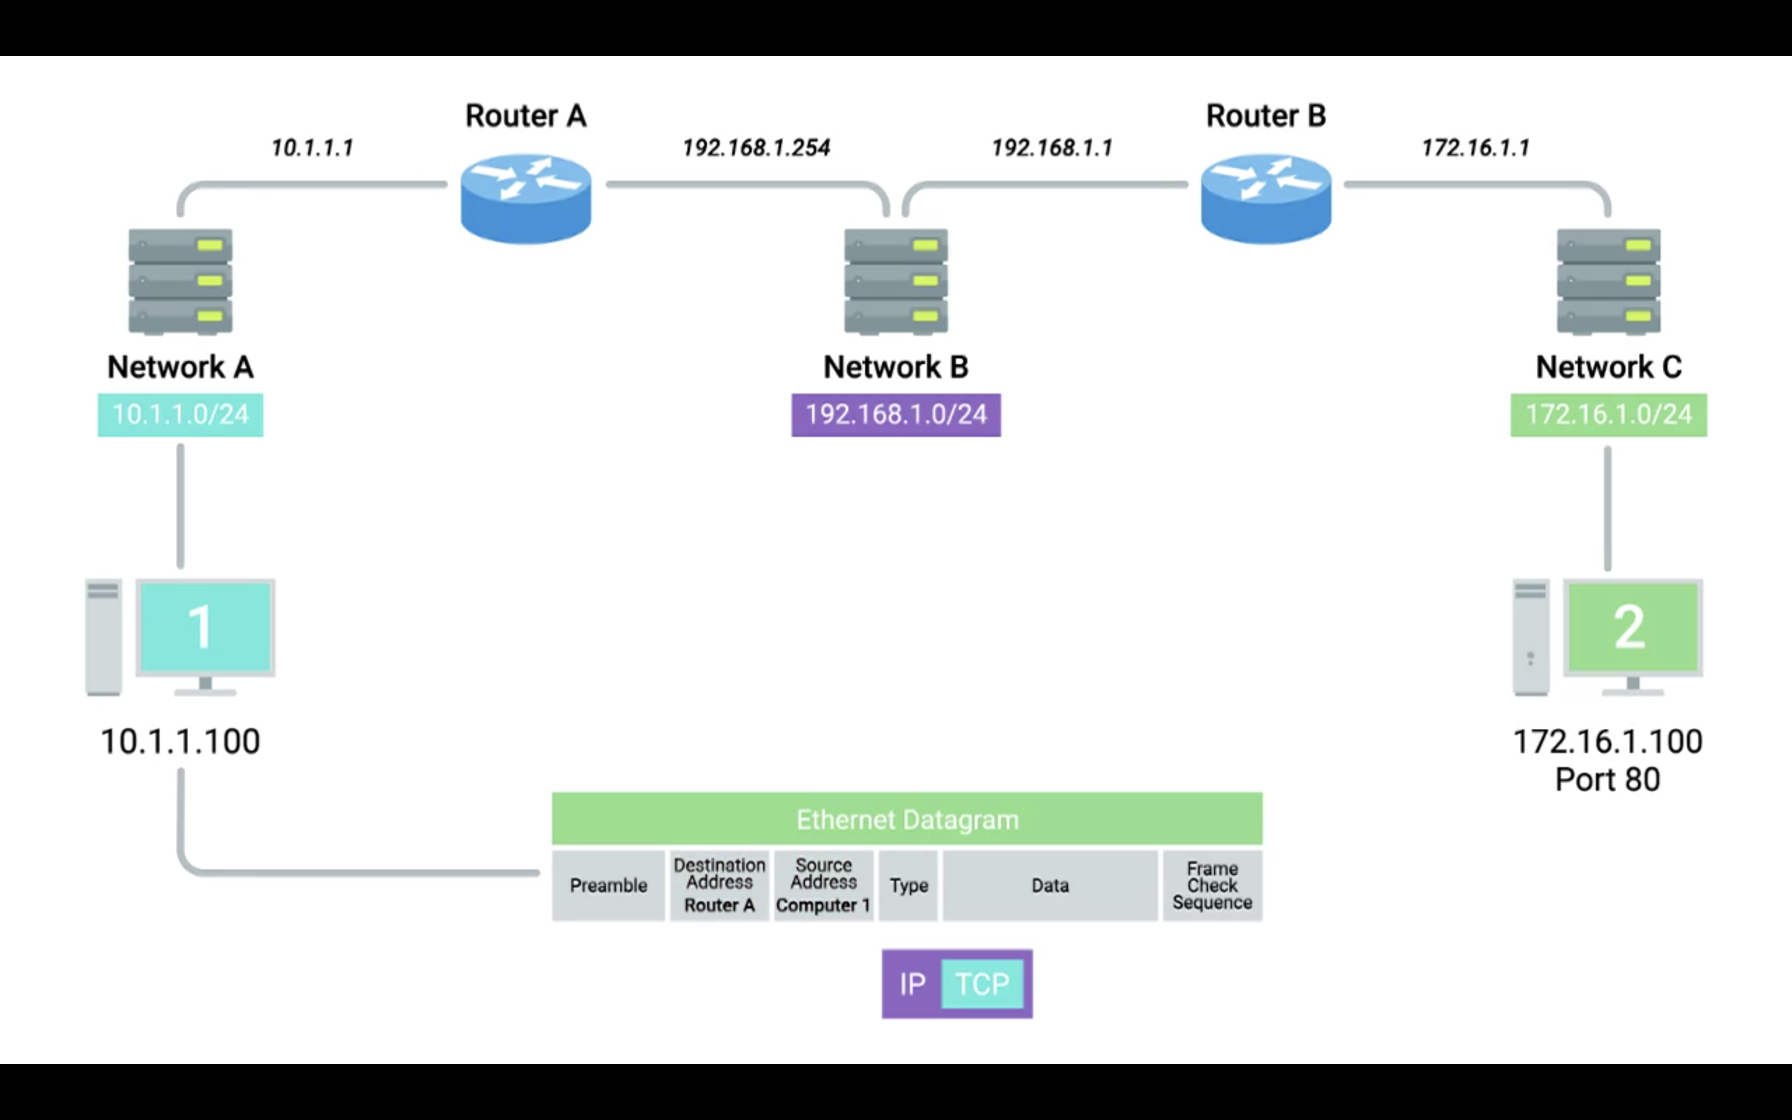 Router A
Router B
10.1.1.1
192.168.1.254
192.168.1.1
172.16.1.1
Network A
Network B
Network C
10.1.1.0/24
192.168.1.0/24
172.16.1.0/24
1
2
10.1.1.100
172.16.1.100
Port 80
Ethernet Datagram
Preamble
Destination
Address
Router A
Source
Address
Computer 1
Type
Data
Frame
Check
Sequence
IP TCP